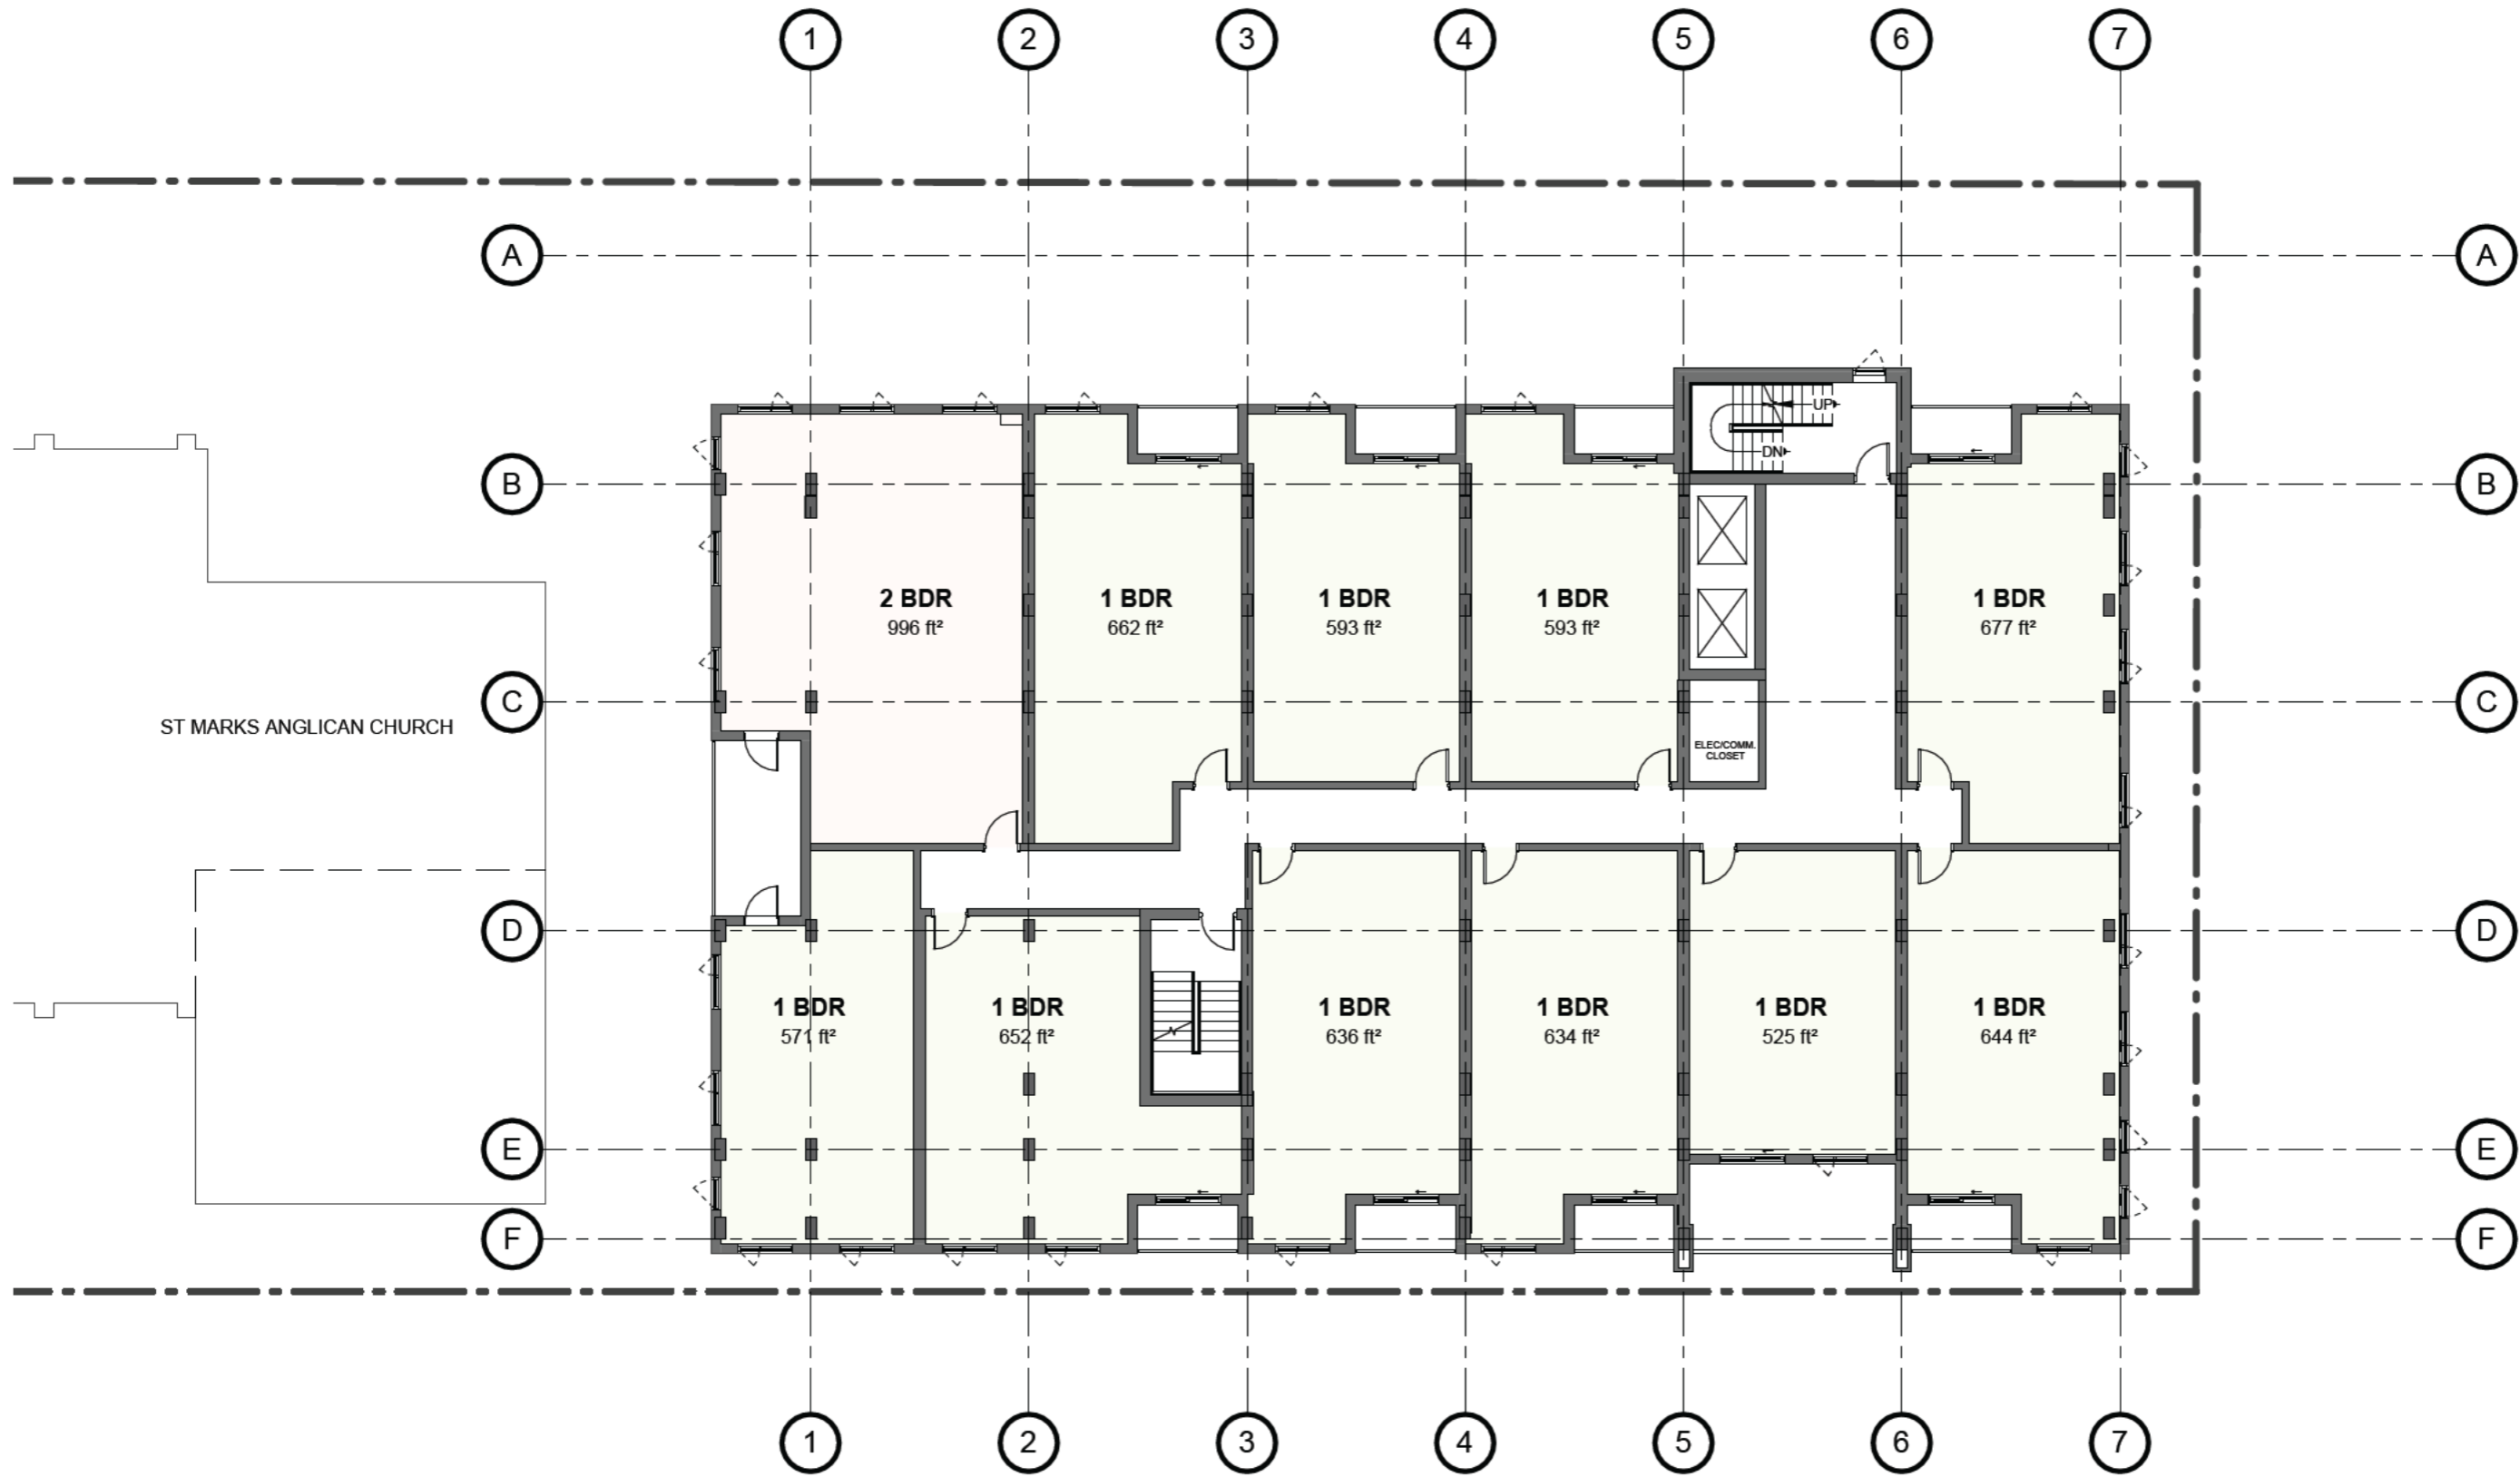 1
2
3
4
5
6
7
A
A
UP
DN
B
B
2 BDR
996 ft²
1 BDR
662 ft²
1 BDR
593 ft²
1 BDR
593 ft²
1 BDR
677 ft²
C
C
ST MARKS ANGLICAN CHURCH
ELEC/COMM.
CLOSET
D
D
1 BDR
571 ft²
1 BDR
652 ft²
1 BDR
636 ft²
1 BDR
634 ft²
1 BDR
525 ft²
1 BDR
644 ft²
E
E
F
F
1
2
3
4
5
6
7